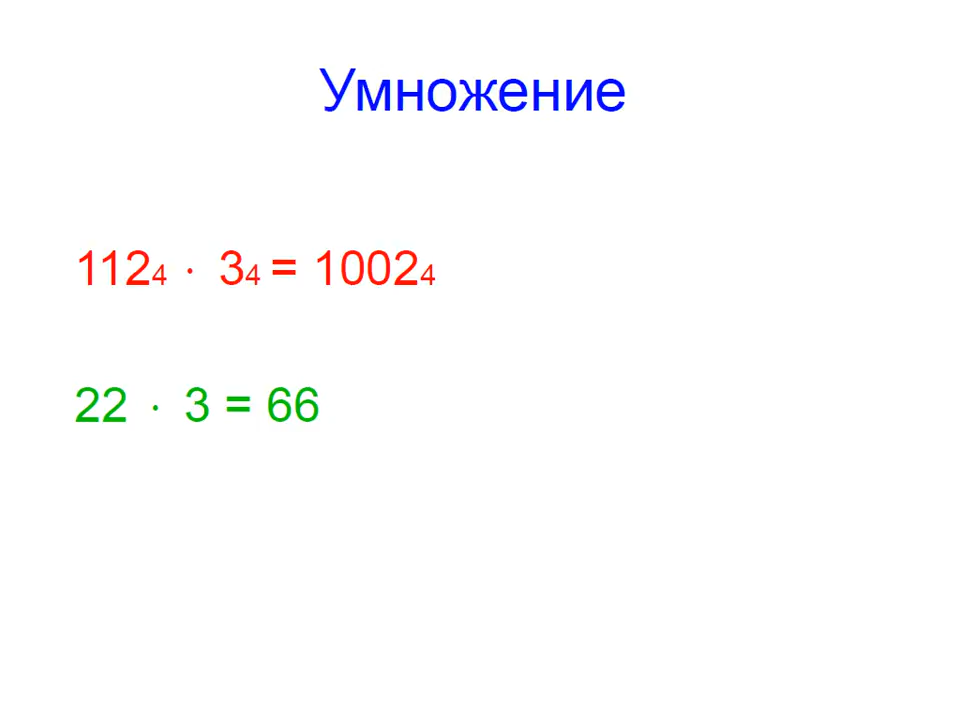 Умножение
112₄ · 3₄ = 1002₄
22 · 3 = 66